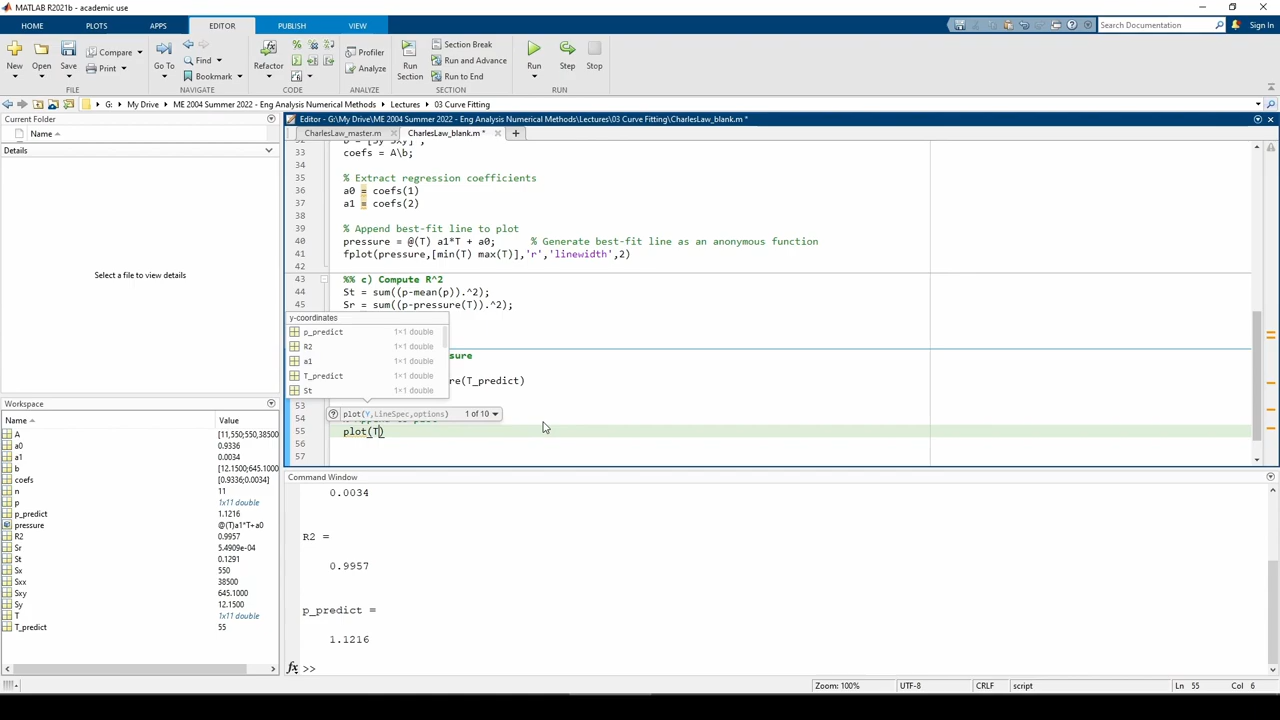 MATLAB R2021b - academic use
HOME PLOTS APPS EDITOR PUBLISH VIEW Search Documentation Sign In
New Open Save Compare Print Go To Find Bookmark Refactor Profiler Analyze Run Section Section Break Run and Advance Run to End Run Step Stop
FILE NAVIGATE CODE ANALYZE SECTION RUN
G: My Drive ME 2004 Summer 2022 - Eng Analysis Numerical Methods Lectures 03 Curve Fitting
Current Folder
Name
Details
Select a file to view details
Workspace
Name Value
A [11,550;550,38500
a0 0.9336
a1 0.0034
b [12.1500;645.1000
coefs [0.9336;0.0034]
n 11
p 1x11 double
p_predict 1.1216
pressure @(T)a1*T+a0
R2 0.9957
Sr 5.4909e-04
St 0.1291
Sx 550
Sxx 38500
Sxy 645.1000
Sy 12.1500
T 1x11 double
T_predict 55
Editor - G:\My Drive\ME 2004 Summer 2022 - Eng Analysis Numerical Methods\Lectures\03 Curve Fitting\CharlesLaw_blank.m *
CharlesLaw_master.m CharlesLaw_blank.m *
33 coefs = A\b;
34
35 % Extract regression coefficients
36 a0 = coefs(1)
37 a1 = coefs(2)
38
39 % Append best-fit line to plot
40 pressure = @(T) a1*T + a0; % Generate best-fit line as an anonymous function
41 fplot(pressure,[min(T) max(T)],'r','linewidth',2)
42
43 %% c) Compute R^2
44 St = sum((p-mean(p)).^2);
45 Sr = sum((p-pressure(T)).^2);
y-coordinates
p_predict 1×1 double
R2 1×1 double
a1 1×1 double
T_predict 1×1 double
St 1×1 double
sure
re(T_predict)
53
plot(Y,LineSpec,options) 1 of 10
54
55 plot(T)
56
57
Command Window
0.0034
R2 =
0.9957
p_predict =
1.1216
fx >>
Zoom: 100% UTF-8 CRLF script Ln 55 Col 6